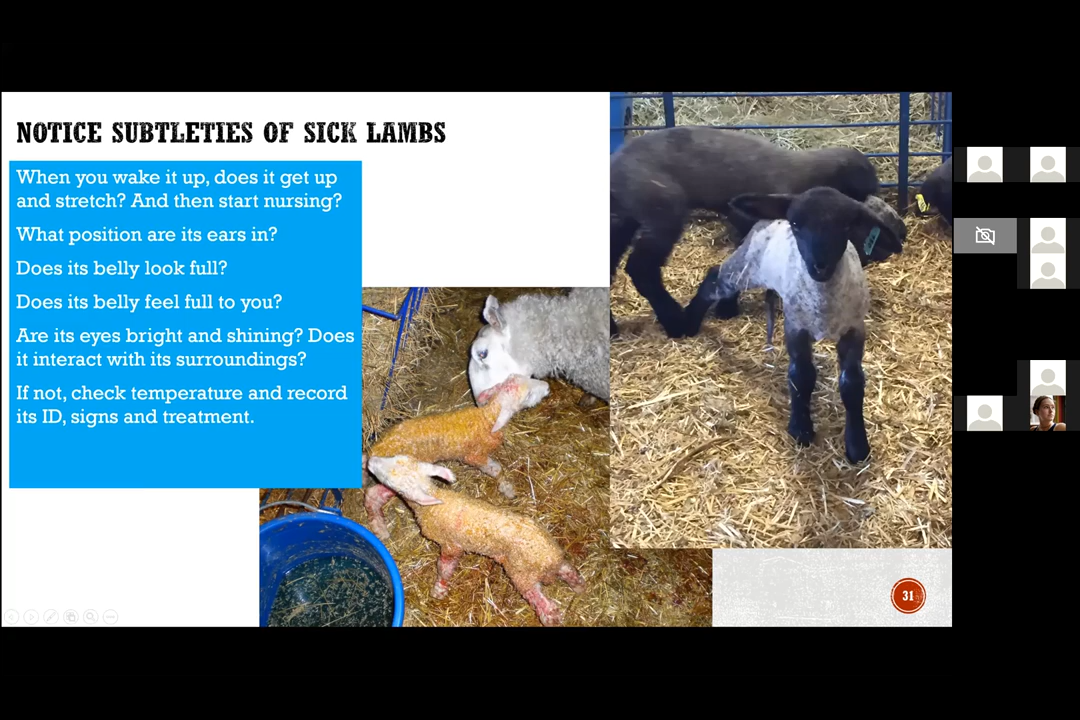 NOTICE SUBTLETIES OF SICK LAMBS
When you wake it up, does it get up
and stretch? And then start nursing?
What position are its ears in?
Does its belly look full?
Does its belly feel full to you?
Are its eyes bright and shining? Does
it interact with its surroundings?
If not, check temperature and record
its ID, signs and treatment.
31